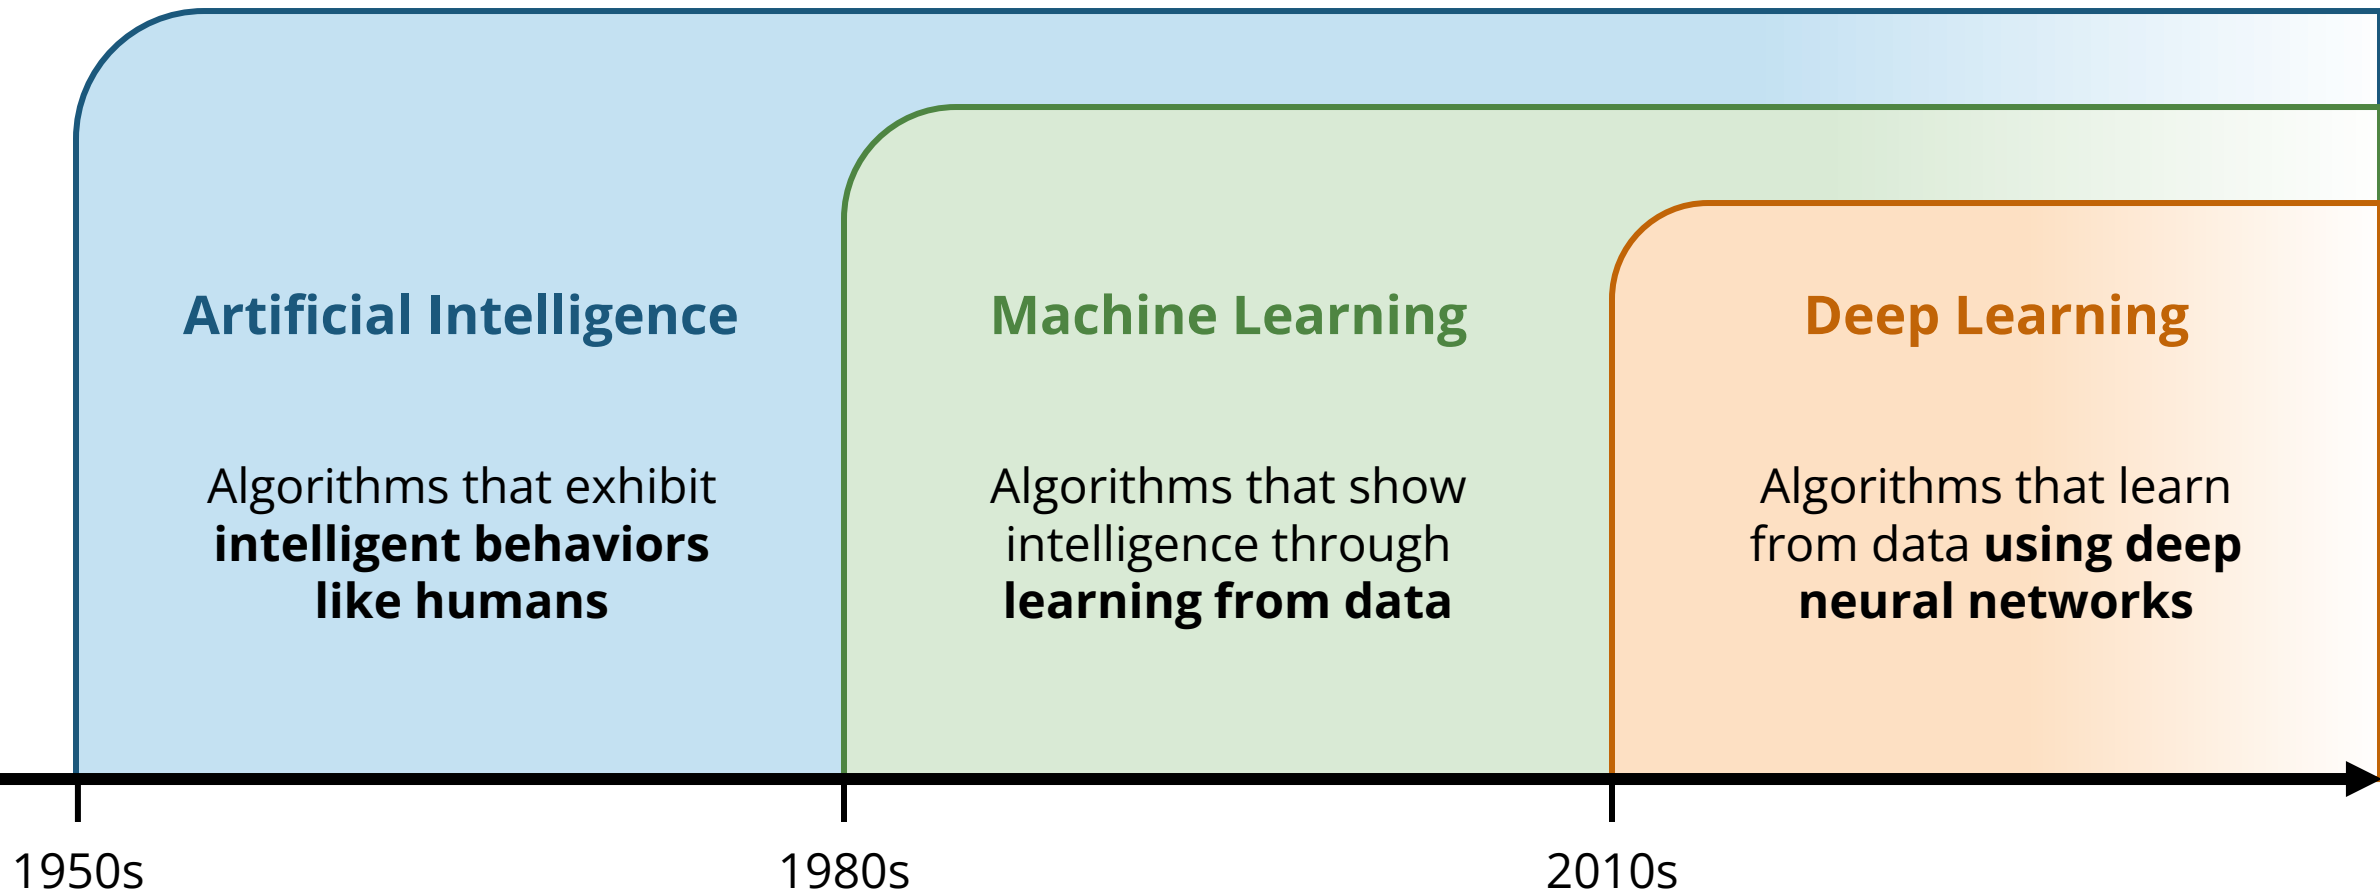 Artificial Intelligence
Algorithms that exhibit
intelligent behaviors
like humans
Machine Learning
Algorithms that show
intelligence through
learning from data
Deep Learning
Algorithms that learn
from data using deep
neural networks
1950s
1980s
2010s